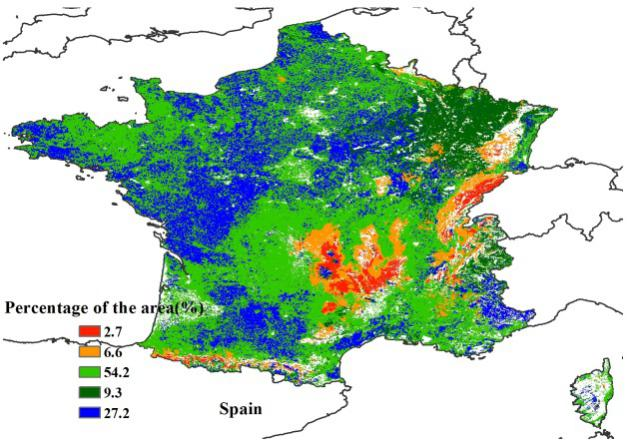 Percentage of the area(%)
2.7
6.6
54.2
9.3
27.2
Spain